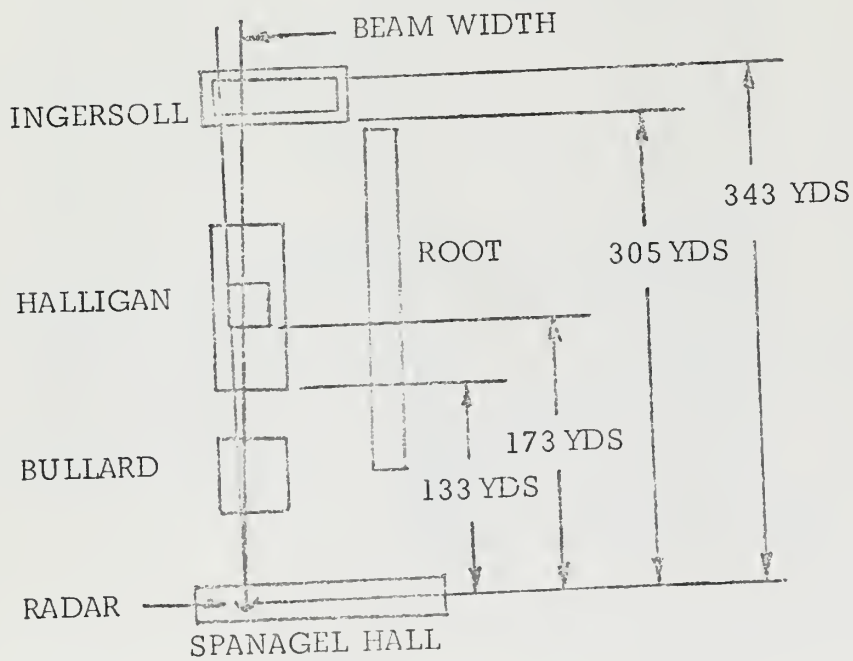 BEAM WIDTH
INGERSOLL
343 YDS
ROOT
305 YDS
HALLIGAN
173 YDS
BULLARD
133 YDS
RADAR
SPANAGEL HALL